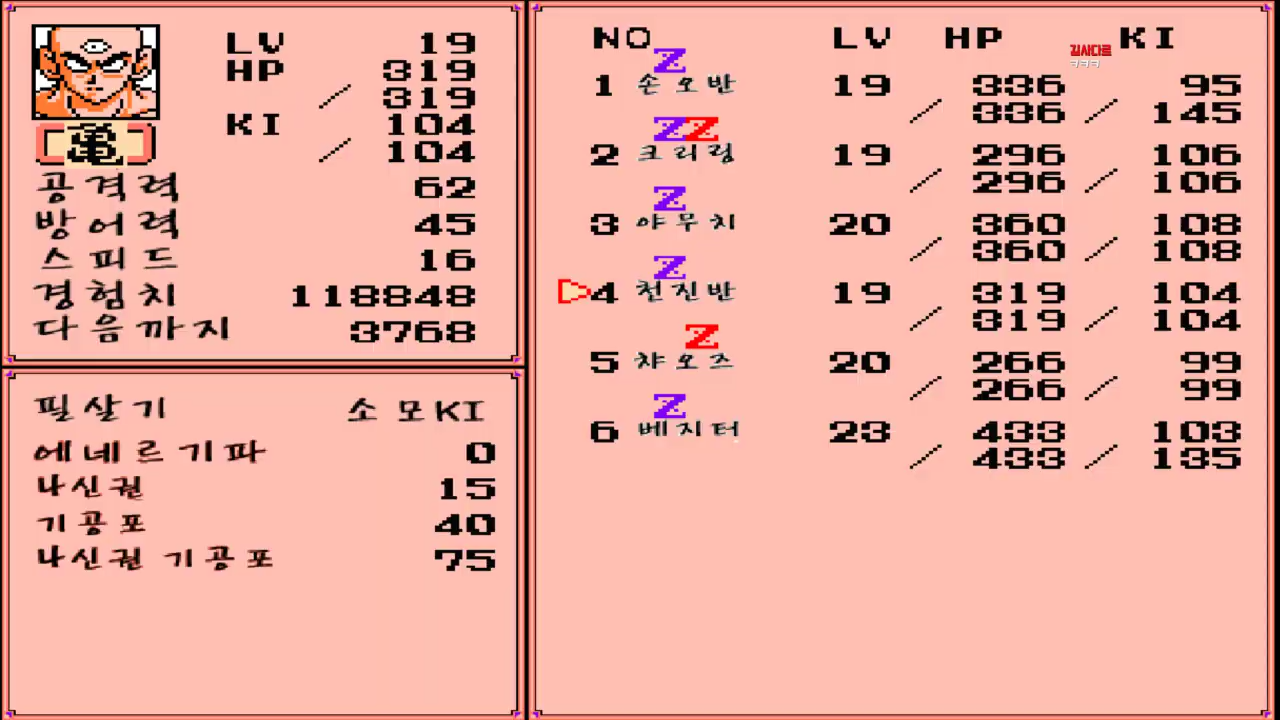 LV 19
HP 319
/ 319
KI 104
/ 104
공격력 62
방어력 45
스피드 16
경험치 118848
다음까지 3768
필살기 소모KI
에네르기파 0
나신권 15
기공포 40
나신권 기공포 75
NO LV HP KI
김사다르
ㅋㅋㅋ
Z
1 손오반 19 336 95
/ 336 / 145
ZZ
2 크리링 19 296 106
/ 296 / 106
Z
3 야무치 20 360 108
/ 360 / 108
Z
4 천진반 19 319 104
/ 319 / 104
Z
5 챠오즈 20 266 99
/ 266 / 99
Z
6 베지터 23 433 103
/ 433 / 135